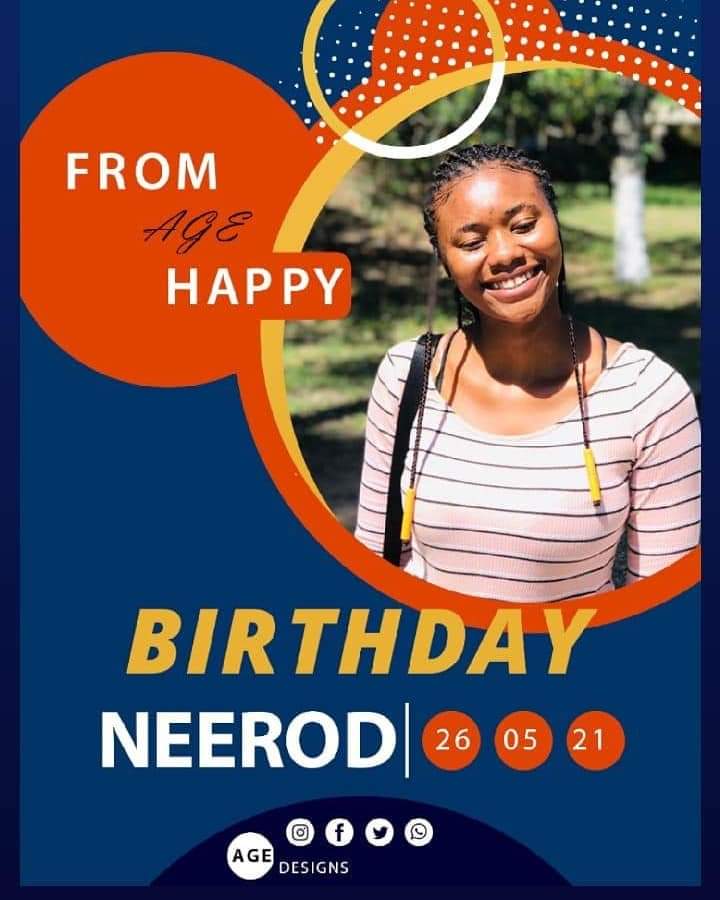 FROM
AGE
HAPPY
BIRTHDAY
NEEROD 26 05 21
AGE DESIGNS